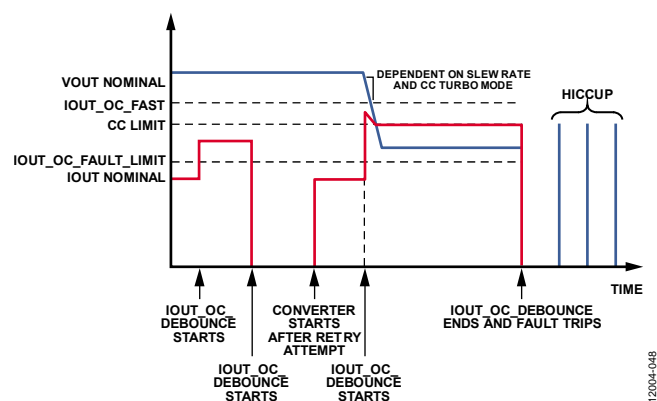 VOUT NOMINAL
IOUT_OC_FAST
CC LIMIT
IOUT_OC_FAULT_LIMIT
IOUT NOMINAL
DEPENDENT ON SLEW RATE
AND CC TURBO MODE
HICCUP
TIME
IOUT_OC_
DEBOUNCE
STARTS
IOUT_OC_
DEBOUNCE
STARTS
CONVERTER
STARTS
AFTER RETRY
ATTEMPT
IOUT_OC_
DEBOUNCE
STARTS
IOUT_OC_DEBOUNCE
ENDS AND FAULT TRIPS
12004-048